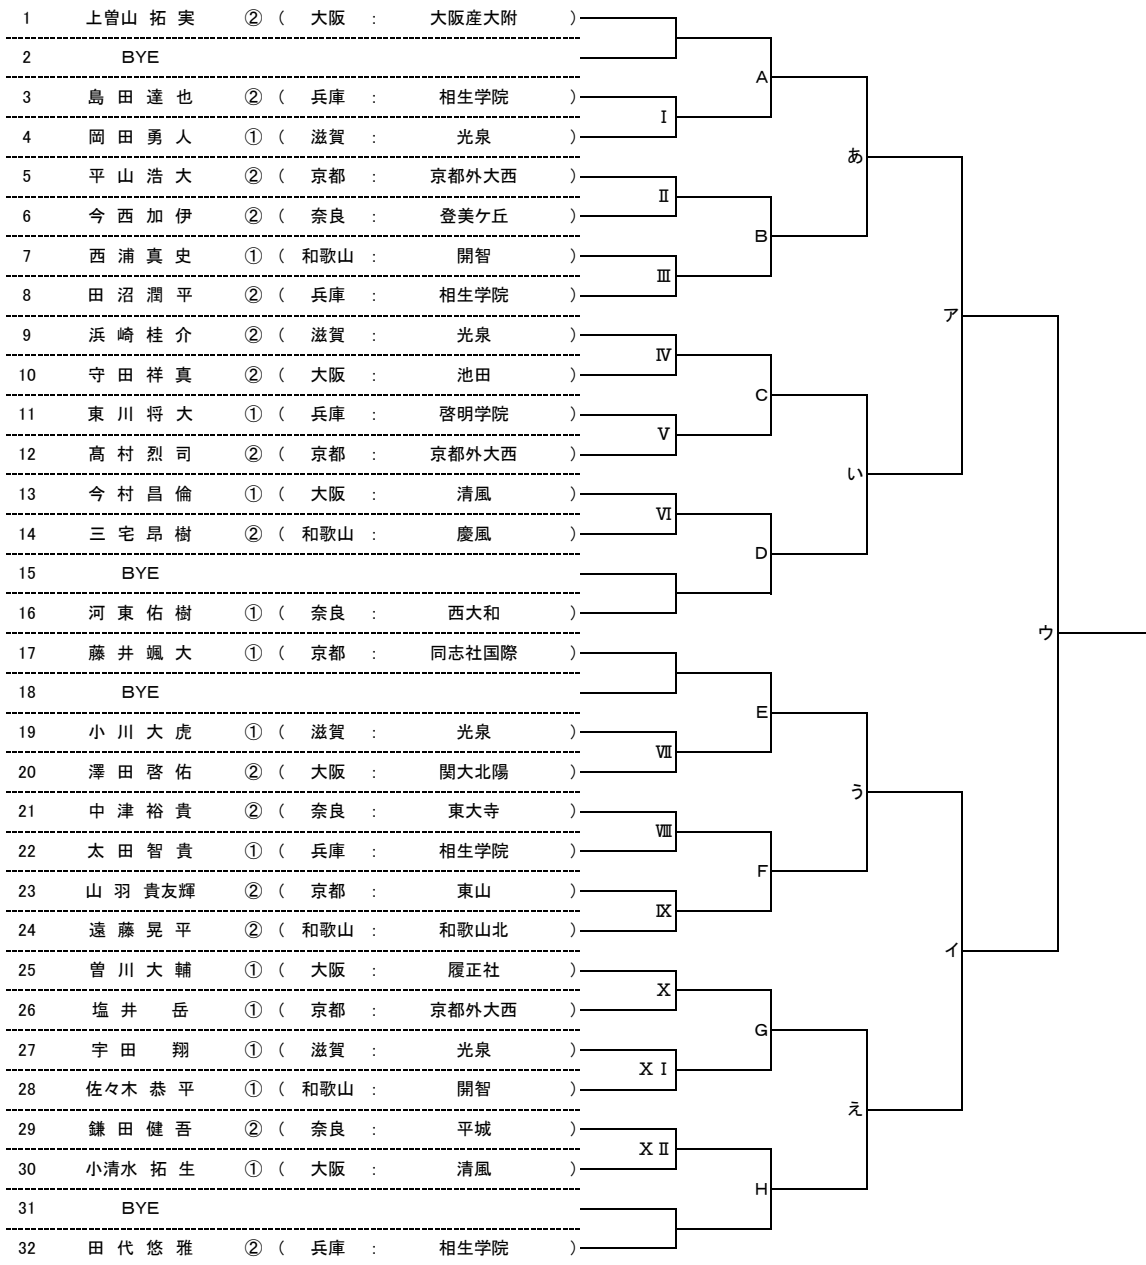 1 上曽山 拓 実 ② （ 大阪 ： 大阪産大附 ）
2 BYE
A
3 島 田 達 也 ② （ 兵庫 ： 相生学院 ）
Ⅰ
4 岡 田 勇 人 ① （ 滋賀 ： 光泉 ）
あ
5 平 山 浩 大 ② （ 京都 ： 京都外大西 ）
Ⅱ
6 今 西 加 伊 ② （ 奈良 ： 登美ケ丘 ）
B
7 西 浦 真 史 ① （ 和歌山 ： 開智 ）
Ⅲ
8 田 沼 潤 平 ② （ 兵庫 ： 相生学院 ）
ア
9 浜 崎 桂 介 ② （ 滋賀 ： 光泉 ）
Ⅳ
10 守 田 祥 真 ② （ 大阪 ： 池田 ）
C
11 東 川 将 大 ① （ 兵庫 ： 啓明学院 ）
Ⅴ
12 髙 村 烈 司 ② （ 京都 ： 京都外大西 ）
い
13 今 村 昌 倫 ① （ 大阪 ： 清風 ）
Ⅵ
14 三 宅 昂 樹 ② （ 和歌山 ： 慶風 ）
D
15 BYE
16 河 東 佑 樹 ① （ 奈良 ： 西大和 ）
ウ
17 藤 井 颯 大 ① （ 京都 ： 同志社国際 ）
18 BYE
E
19 小 川 大 虎 ① （ 滋賀 ： 光泉 ）
Ⅶ
20 澤 田 啓 佑 ② （ 大阪 ： 関大北陽 ）
う
21 中 津 裕 貴 ② （ 奈良 ： 東大寺 ）
Ⅷ
22 太 田 智 貴 ① （ 兵庫 ： 相生学院 ）
F
23 山 羽 貴友輝 ② （ 京都 ： 東山 ）
Ⅸ
24 遠 藤 晃 平 ② （ 和歌山 ： 和歌山北 ）
イ
25 曽 川 大 輔 ① （ 大阪 ： 履正社 ）
Ⅹ
26 塩 井 岳 ① （ 京都 ： 京都外大西 ）
G
27 宇 田 翔 ① （ 滋賀 ： 光泉 ）
ⅩⅠ
28 佐々木 恭 平 ① （ 和歌山 ： 開智 ）
え
29 鎌 田 健 吾 ② （ 奈良 ： 平城 ）
ⅩⅡ
30 小清水 拓 生 ① （ 大阪 ： 清風 ）
H
31 BYE
32 田 代 悠 雅 ② （ 兵庫 ： 相生学院 ）